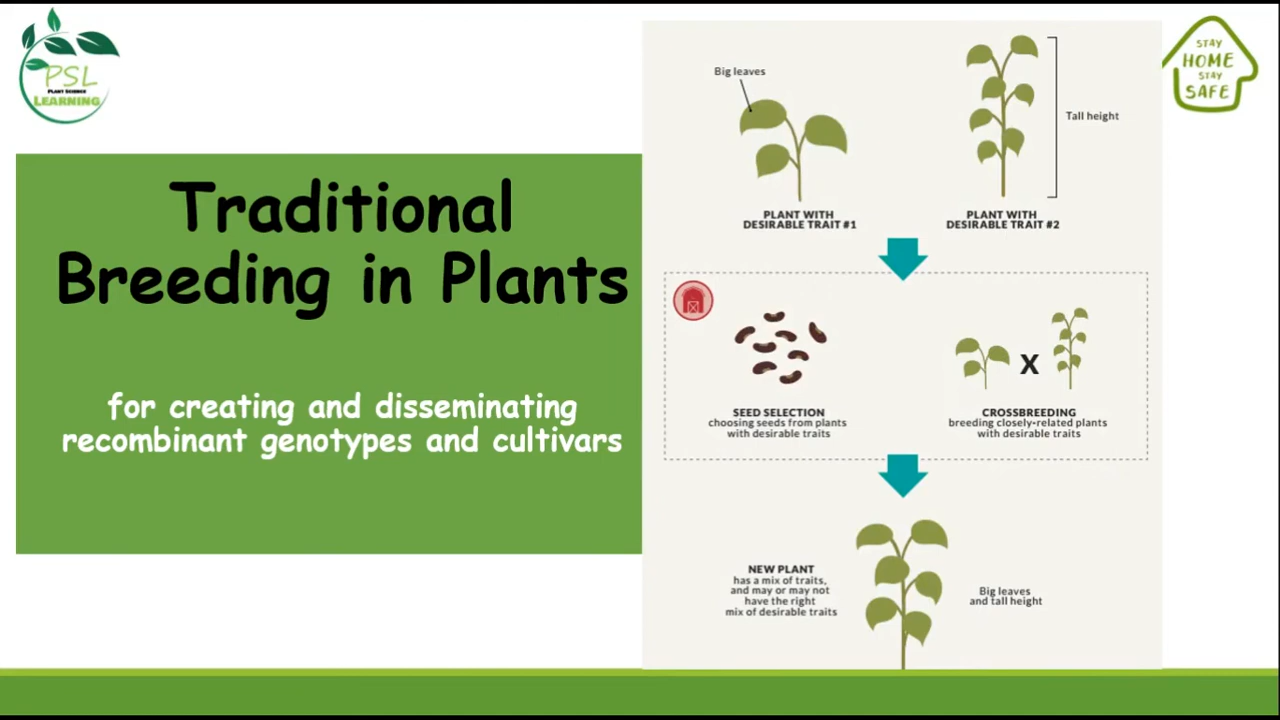 PSL
PLANT SCIENCE
LEARNING
STAY
HOME
STAY
SAFE
Traditional
Breeding in Plants
for creating and disseminating
recombinant genotypes and cultivars
Big leaves
Tall height
PLANT WITH
DESIRABLE TRAIT #1
PLANT WITH
DESIRABLE TRAIT #2
SEED SELECTION
choosing seeds from plants
with desirable traits
X
CROSSBREEDING
breeding closely-related plants
with desirable traits
NEW PLANT
has a mix of traits,
and may or may not
have the right
mix of desirable traits
Big leaves
and tall height